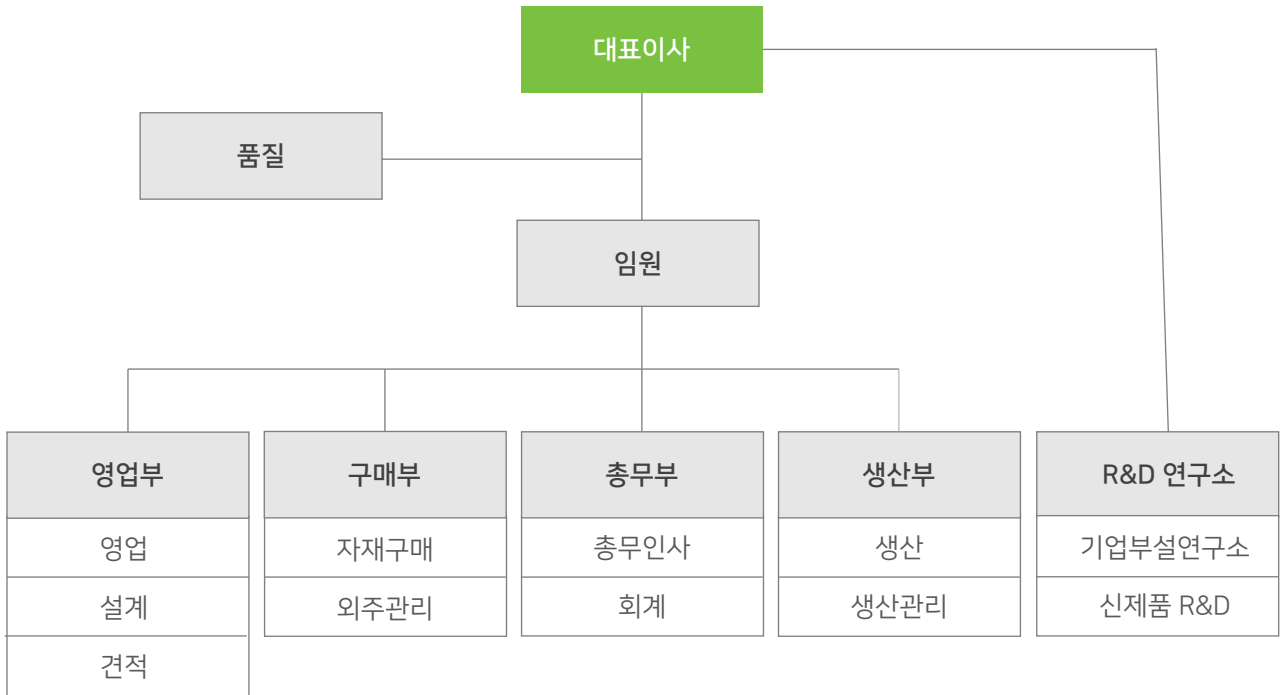 대표이사
품질
임원
영업부
영업
설계
견적
구매부
자재구매
외주관리
총무부
총무인사
회계
생산부
생산
생산관리
R&D 연구소
기업부설연구소
신제품 R&D